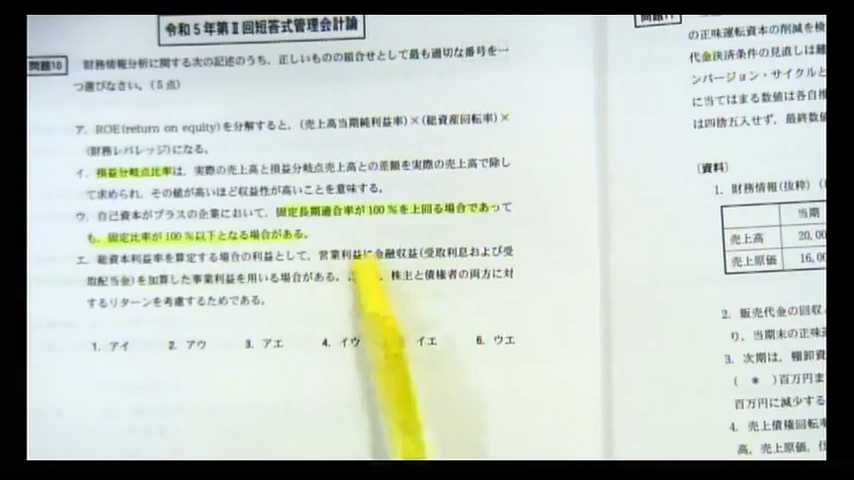 令和5年第Ⅱ回短答式管理会計論
問題10 財務情報分析に関する次の記述のうち，正しいものの組合せとして最も適切な番号を一
つ選びなさい。（5点）
ア．ROE(return on equity)を分解すると，(売上高当期純利益率)×(総資産回転率)×
(財務レバレッジ)になる。
イ．損益分岐点比率は，実際の売上高と損益分岐点売上高との差額を実際の売上高で除し
て求められ，その値が高いほど収益性が高いことを意味する。
ウ．自己資本がプラスの企業において，固定長期適合率が100％を上回る場合であって
も，固定比率が100％以下となる場合がある。
エ．総資本利益率を算定する場合の利益として，営業利益に金融収益(受取利息および受
取配当金)を加算した事業利益を用いる場合がある。 株主と債権者の両方に対
するリターンを考慮するためである。
1．アイ 2．アウ 3．アエ 4．イウ イエ 6．ウエ
問題11
の正味運転資本の削減を検
代金決済条件の見直しは難
ンバージョン・サイクルと
に当てはまる数値は各自推
は四捨五入せず，最終数値
〔資料〕
1．財務情報(抜粋)
当期
売上高 20,00
売上原価 16,00
2．販売代金の回収
り，当期末の正味運
3．次期は，棚卸資
( ＊ )百万円ま
百万円に減少する
4．売上債権回転率
高，売上原価，仕